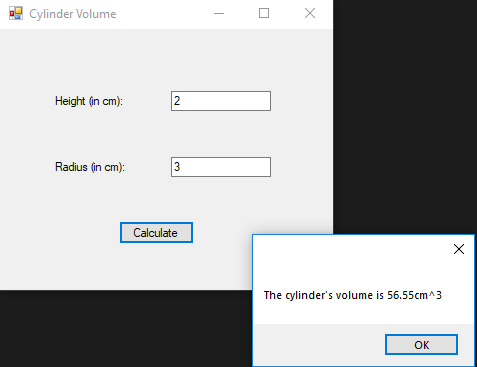 Cylinder Volume
Height (in cm): 2
Radius (in cm): 3
Calculate
The cylinder's volume is 56.55cm^3
OK